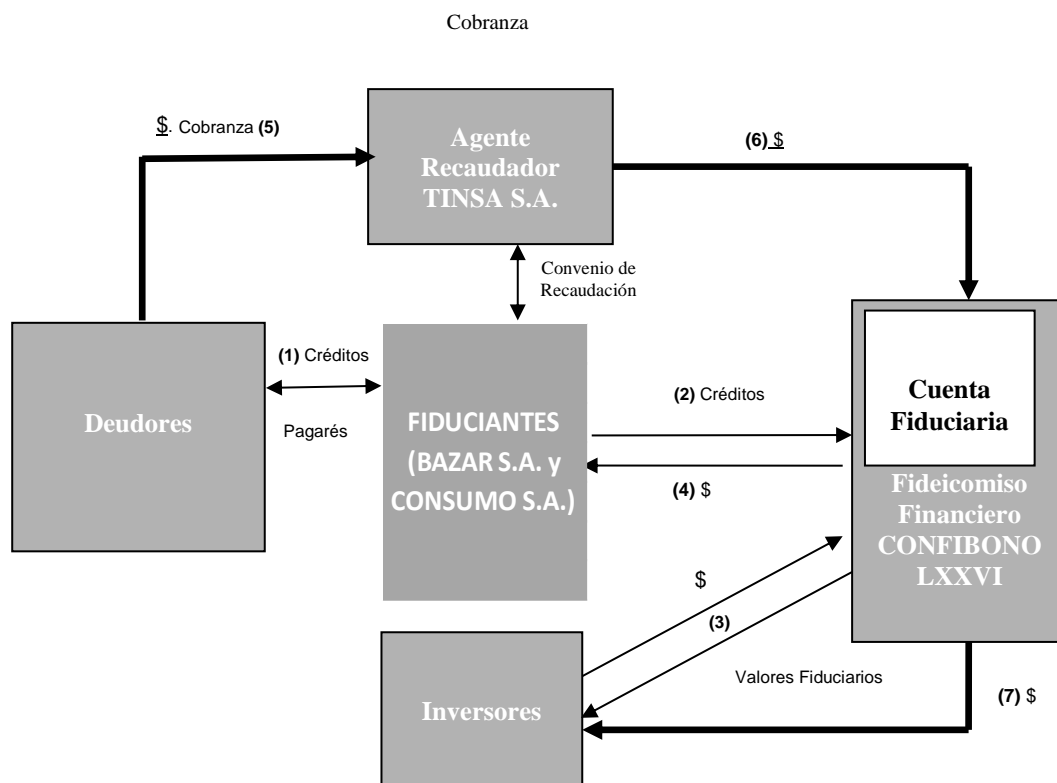 Cobranza
$. Cobranza (5)
Agente
Recaudador
TINSA S.A.
(6) $
Convenio de
Recaudación
(1) Créditos
Pagarés
Deudores
FIDUCIANTES
(BAZAR S.A. y
CONSUMO S.A.)
(2) Créditos
(4) $
Cuenta
Fiduciaria
Fideicomiso
Financiero
CONFIBONO
LXXVI
$
(3)
Valores Fiduciarios
Inversores
(7) $